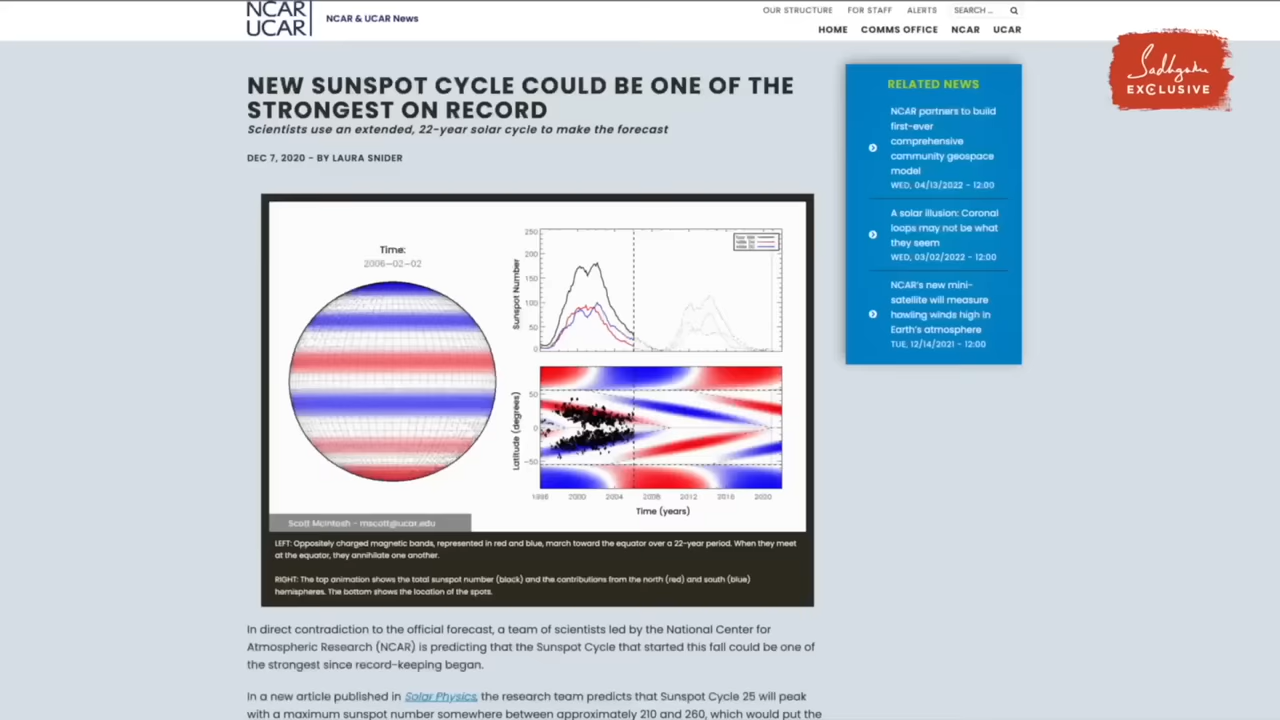 NCAR
UCAR
NCAR & UCAR News
OUR STRUCTURE FOR STAFF ALERTS SEARCH ...
HOME COMMS OFFICE NCAR UCAR
Sadhguru
EXCLUSIVE
NEW SUNSPOT CYCLE COULD BE ONE OF THE
STRONGEST ON RECORD
Scientists use an extended, 22-year solar cycle to make the forecast
DEC 7, 2020 - BY LAURA SNIDER
Time:
2006-02-02
Sunspot Number
250
200
150
100
50
0
Latitude (degrees)
50
0
-50
1996 2000 2004 2008 2012 2016 2020
Time (years)
Scott McIntosh - mscott@ucar.edu
LEFT: Oppositely charged magnetic bands, represented in red and blue, march toward the equator over a 22-year period. When they meet
at the equator, they annihilate one another.
RIGHT: The top animation shows the total sunspot number (black) and the contributions from the north (red) and south (blue)
hemispheres. The bottom shows the location of the spots.
In direct contradiction to the official forecast, a team of scientists led by the National Center for
Atmospheric Research (NCAR) is predicting that the Sunspot Cycle that started this fall could be one of
the strongest since record-keeping began.
In a new article published in Solar Physics, the research team predicts that Sunspot Cycle 25 will peak
with a maximum sunspot number somewhere between approximately 210 and 260, which would put the
RELATED NEWS
NCAR partners to build
first-ever
comprehensive
community geospace
model
WED, 04/13/2022 - 12:00
A solar illusion: Coronal
loops may not be what
they seem
WED, 03/02/2022 - 12:00
NCAR's new mini-
satellite will measure
howling winds high in
Earth's atmosphere
TUE, 12/14/2021 - 12:00